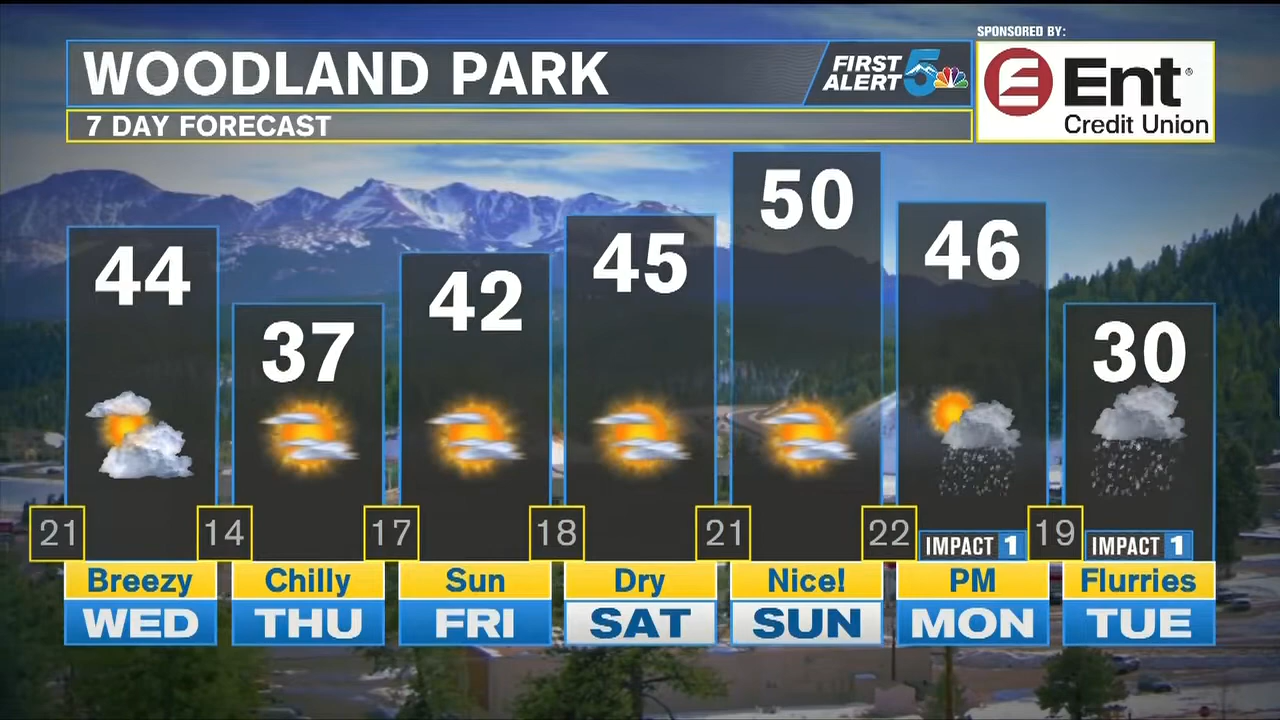 SPONSORED BY:
WOODLAND PARK
FIRST ALERT 5
Ent
Credit Union
7 DAY FORECAST
44 37 42 45 50 46 30
21 14 17 18 21 22 19
IMPACT 1 IMPACT 1
Breezy Chilly Sun Dry Nice! PM Flurries
WED THU FRI SAT SUN MON TUE